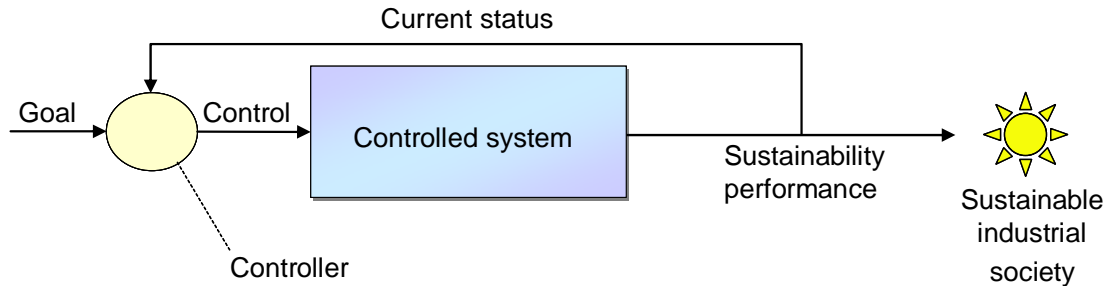 Current status
Goal
Control
Controlled system
Sustainability
performance
Sustainable
industrial
society
Controller